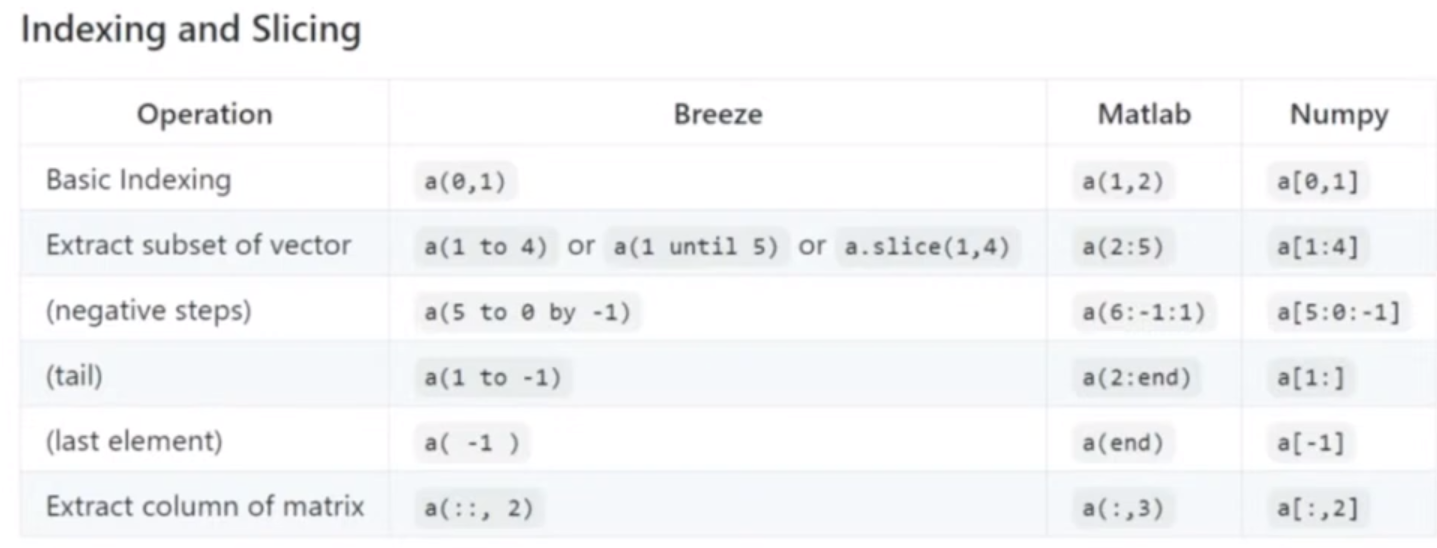 Indexing and Slicing
Operation Breeze Matlab Numpy
Basic Indexing a(0,1) a(1,2) a[0,1]
Extract subset of vector a(1 to 4) or a(1 until 5) or a.slice(1,4) a(2:5) a[1:4]
(negative steps) a(5 to 0 by -1) a(6:-1:1) a[5:0:-1]
(tail) a(1 to -1) a(2:end) a[1:]
(last element) a( -1 ) a(end) a[-1]
Extract column of matrix a(::, 2) a(:,3) a[:,2]